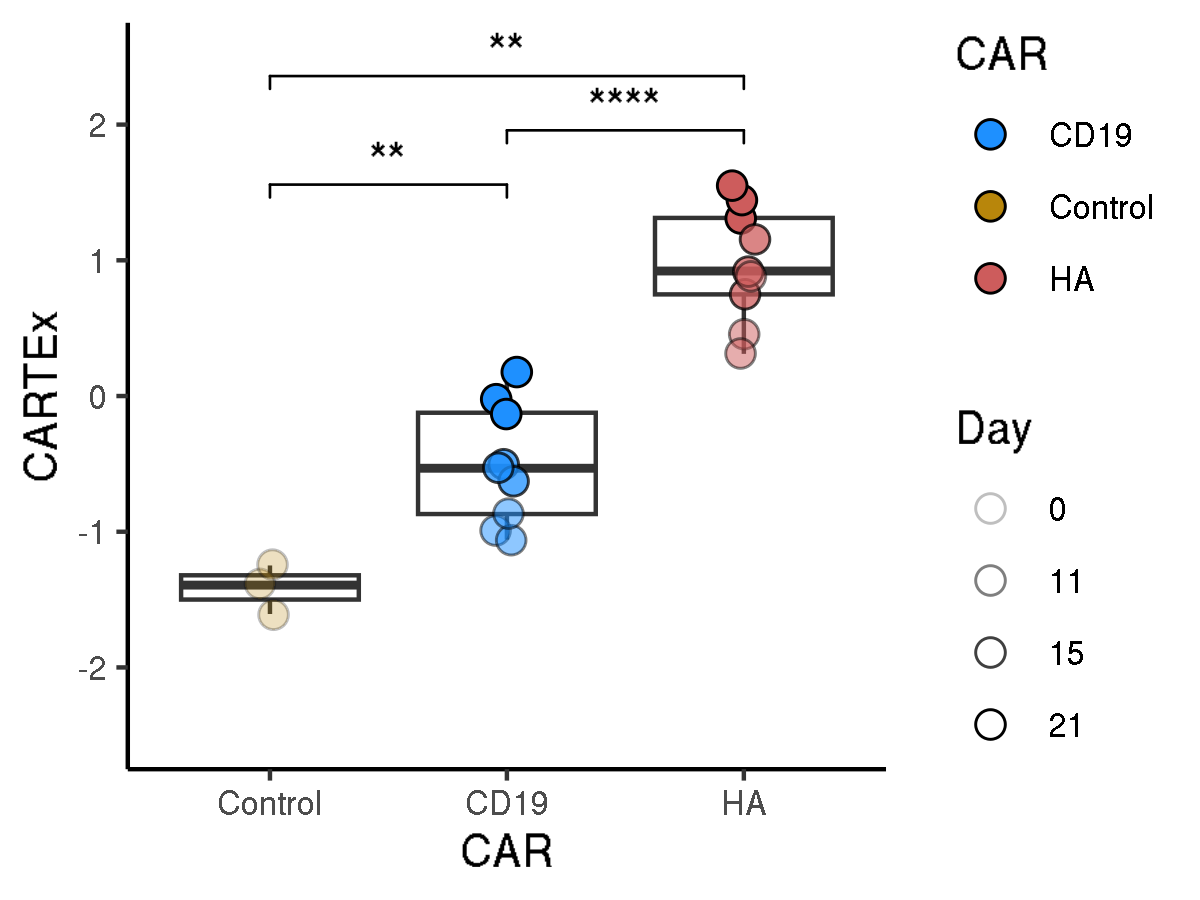 **
****
**
2
1
0
-1
-2
CARTEx
Control
CD19
HA
CAR
CAR
CD19
Control
HA
Day
0
11
15
21